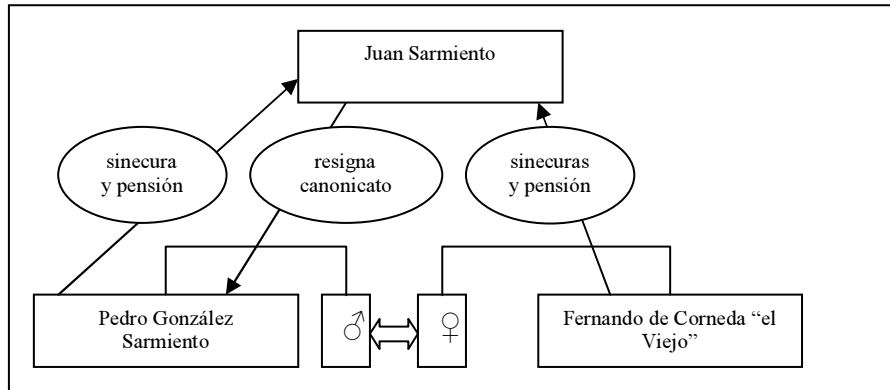 Juan Sarmiento
sinecura
y pensión
resigna
canonicato
sinecuras
y pensión
Pedro González
Sarmiento
♂
♀
Fernando de Corneda “el
Viejo”